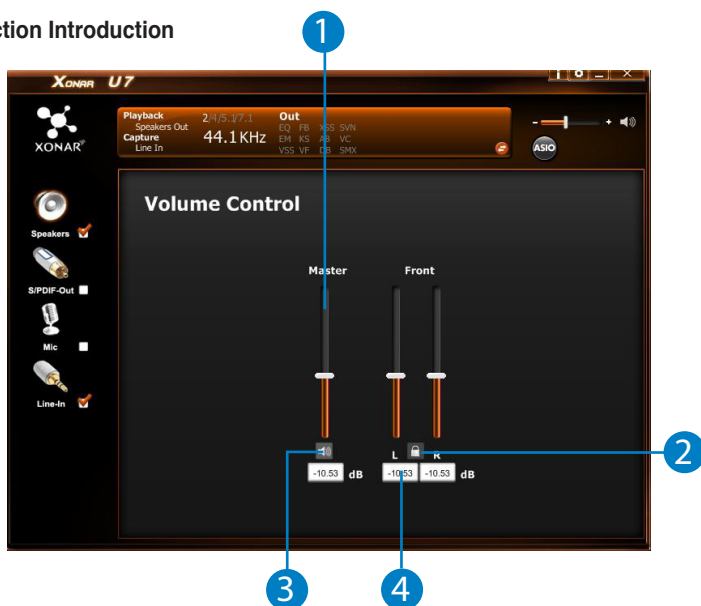 ction Introduction
1
XONAR U7
Playback
Speakers Out
Capture
Line In
2/4/5.1/7.1
44.1 KHz
Out
EQ FB XSS SVN
EM KS AB VC
VSS VF DB SMX
- +
ASIO
XONAR
Volume Control
Speakers
S/PDIF-Out
Mic
Line-In
Master Front
L R
2
-10.53 dB -10.53 -10.53 dB
3 4